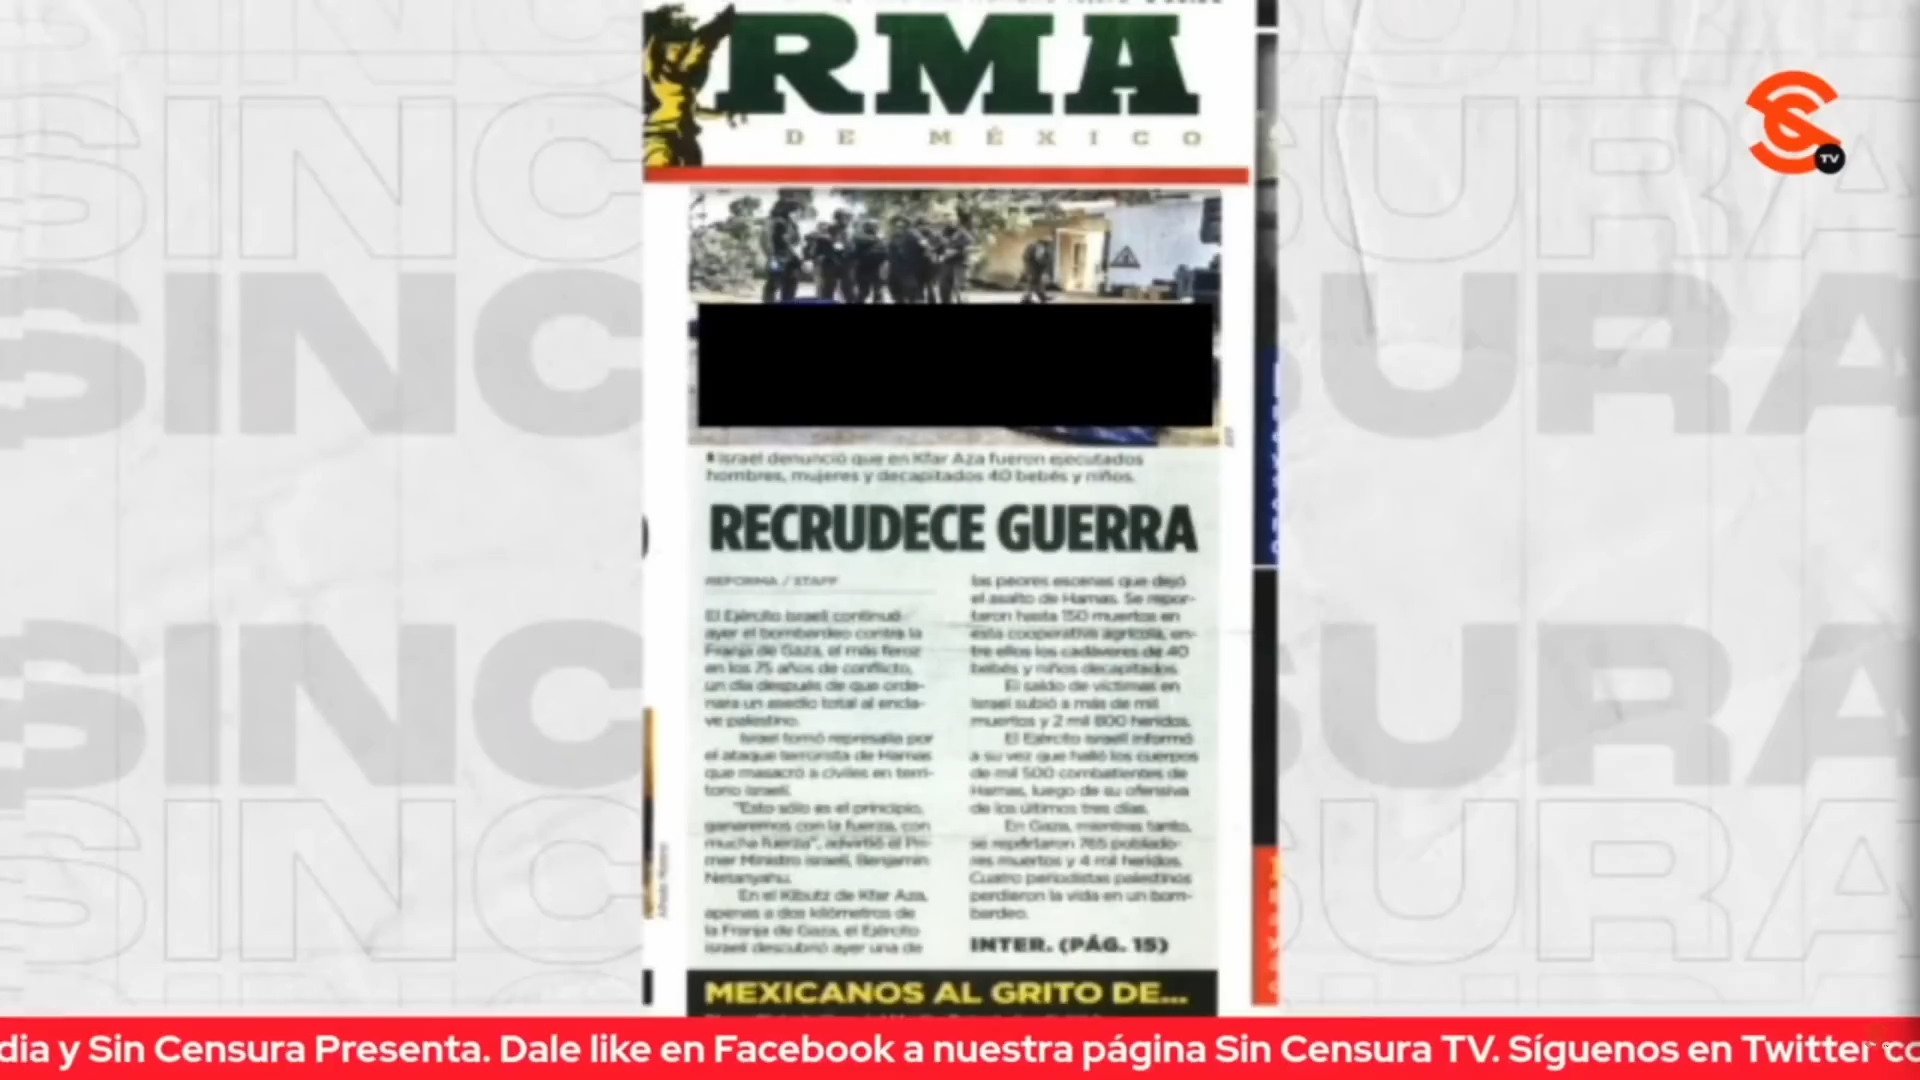 SINC
SURA
SINC
SURA
SINC
SURA
SINC
SURA
TV
RMA
DE MÉXICO
Israel denunció que en Kfar Aza fueron ejecutados
hombres, mujeres y decapitados 40 bebés y niños.
RECRUDECE GUERRA
REFORMA / STAFF
El Ejército israelí continuó
ayer el bombardeo contra la
Franja de Gaza, el más feroz
en los 75 años de conflicto,
un día después de que orde-
nara un asedio total al encla-
ve palestino.
Israel tomó represalia por
el ataque terrorista de Hamas
que masacró a civiles en terri-
torio israelí.
"Esto sólo es el principio,
ganaremos con la fuerza, con
mucha fuerza", advirtió el Pri-
mer Ministro israelí, Benjamin
Netanyahu.
En el Kibutz de Kfar Aza,
apenas a dos kilómetros de
la Franja de Gaza, el Ejército
israelí descubrió ayer una de
las peores escenas que dejó
el asalto de Hamas. Se repor-
taron hasta 150 muertos en
esta cooperativa agrícola, en-
tre ellos los cadáveres de 40
bebés y niños decapitados.
El saldo de víctimas en
Israel subió a más de mil
muertos y 2 mil 800 heridos.
El Ejército israelí informó
a su vez que halló los cuerpos
de mil 500 combatientes de
Hamas, luego de su ofensiva
de los últimos tres días.
En Gaza, mientras tanto,
se reportaron 765 poblado-
res muertos y 4 mil heridos.
Cuatro periodistas palestinos
perdieron la vida en un bom-
bardeo.
INTER. (PÁG. 15)
MEXICANOS AL GRITO DE...
dia y Sin Censura Presenta. Dale like en Facebook a nuestra página Sin Censura TV. Síguenos en Twitter co